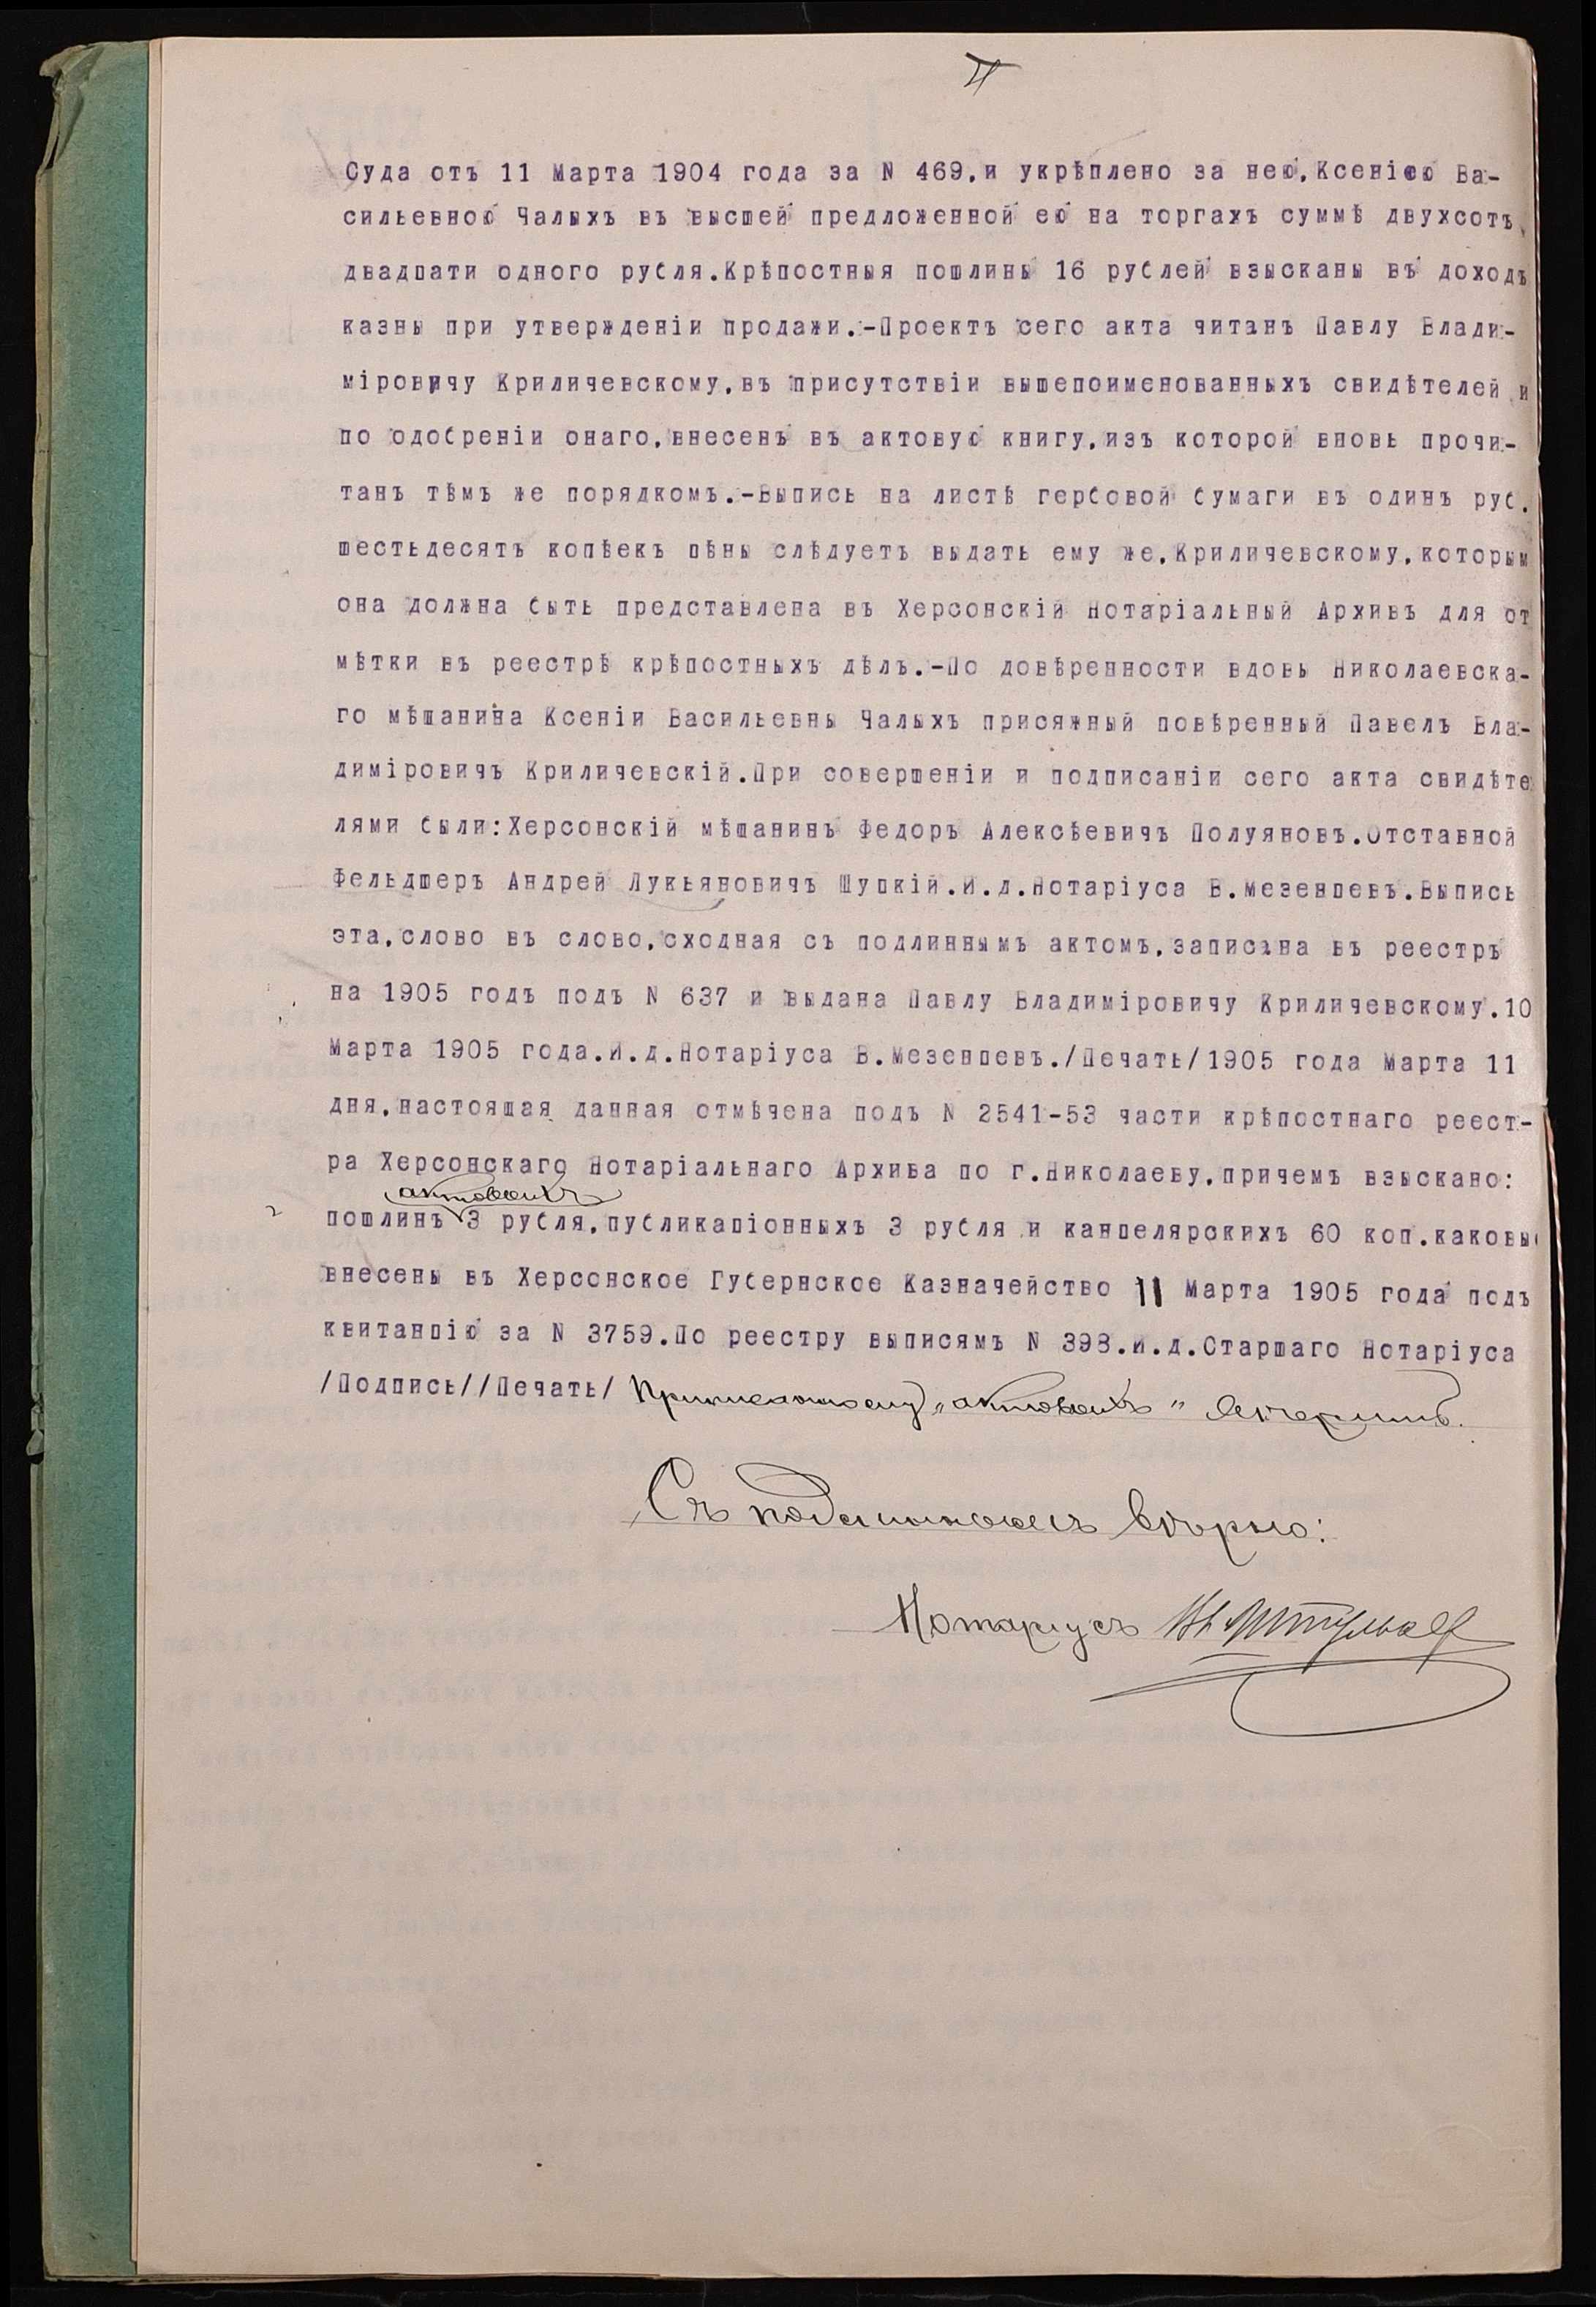 Суда отъ 11 Марта 1904 года за N 469,и укрѣплено за нею,Ксеніею Ва-
сильевною Чалыхъ въ высшей предложенной ею на торгахъ суммѣ двухсотъ
двадцати одного рубля.Крѣпостныя пошлины 16 рублей взысканы въ доходъ
казны при утвержденіи продажи.-Проектъ сего акта читанъ Павлу Влади-
міровичу Криличевскому,въ присутствіи вышепоименованныхъ свидѣтелей и
по одобреніи онаго,внесенъ въ актовую книгу,изъ которой вновь прочи-
танъ тѣмъ же порядкомъ.-Выпись на листѣ гербовой бумаги въ одинъ руб.
шестьдесятъ копѣекъ цѣны слѣдуетъ выдать ему же,Криличевскому,которым
она должна быть представлена въ Херсонскій Нотаріальный Архивъ для от
мѣтки въ реестрѣ крѣпостныхъ дѣлъ.-По довѣренности вдовы Николаевска-
го мѣщанина Ксеніи Васильевны Чалыхъ присяжный повѣренный Павелъ Вла-
диміровичъ Криличевскій.При совершеніи и подписаніи сего акта свидѣте
лями были:Херсонскій мѣщанинъ Федоръ Алексѣевичъ Полуяновъ.Отставной
Фельдшеръ Андрей Лукьяновичъ Шуцкій.И.д.Нотаріуса В.Мезенцевъ.Выпись
эта,слово въ слово,сходная съ подлиннымъ актомъ,записана въ реестръ
на 1905 годъ подъ N 637 и выдана Павлу Владиміровичу Криличевскому.10
Марта 1905 года.И.д.Нотаріуса В.Мезенцевъ./Печать/1905 года Марта 11
дня,настоящая данная отмѣчена подъ N 2541-53 части крѣпостнаго реест-
ра Херсонскаго Нотаріальнаго Архива по г.Николаеву,причемъ взыскано:
актовыхъ
пошлинъ 3 рубля,публикаціонныхъ 3 рубля и канцелярскихъ 60 коп.каковы
внесены въ Херсонское Губернское Казначейство 11 Марта 1905 года подъ
квитанцію за N 3759.По реестру выписямъ N 398.И.д.Старшаго Нотаріуса
/Подпись//Печать/ Приписанному „актовыхъ"
Съ подлинномъ вѣрно:
Нотаріусъ